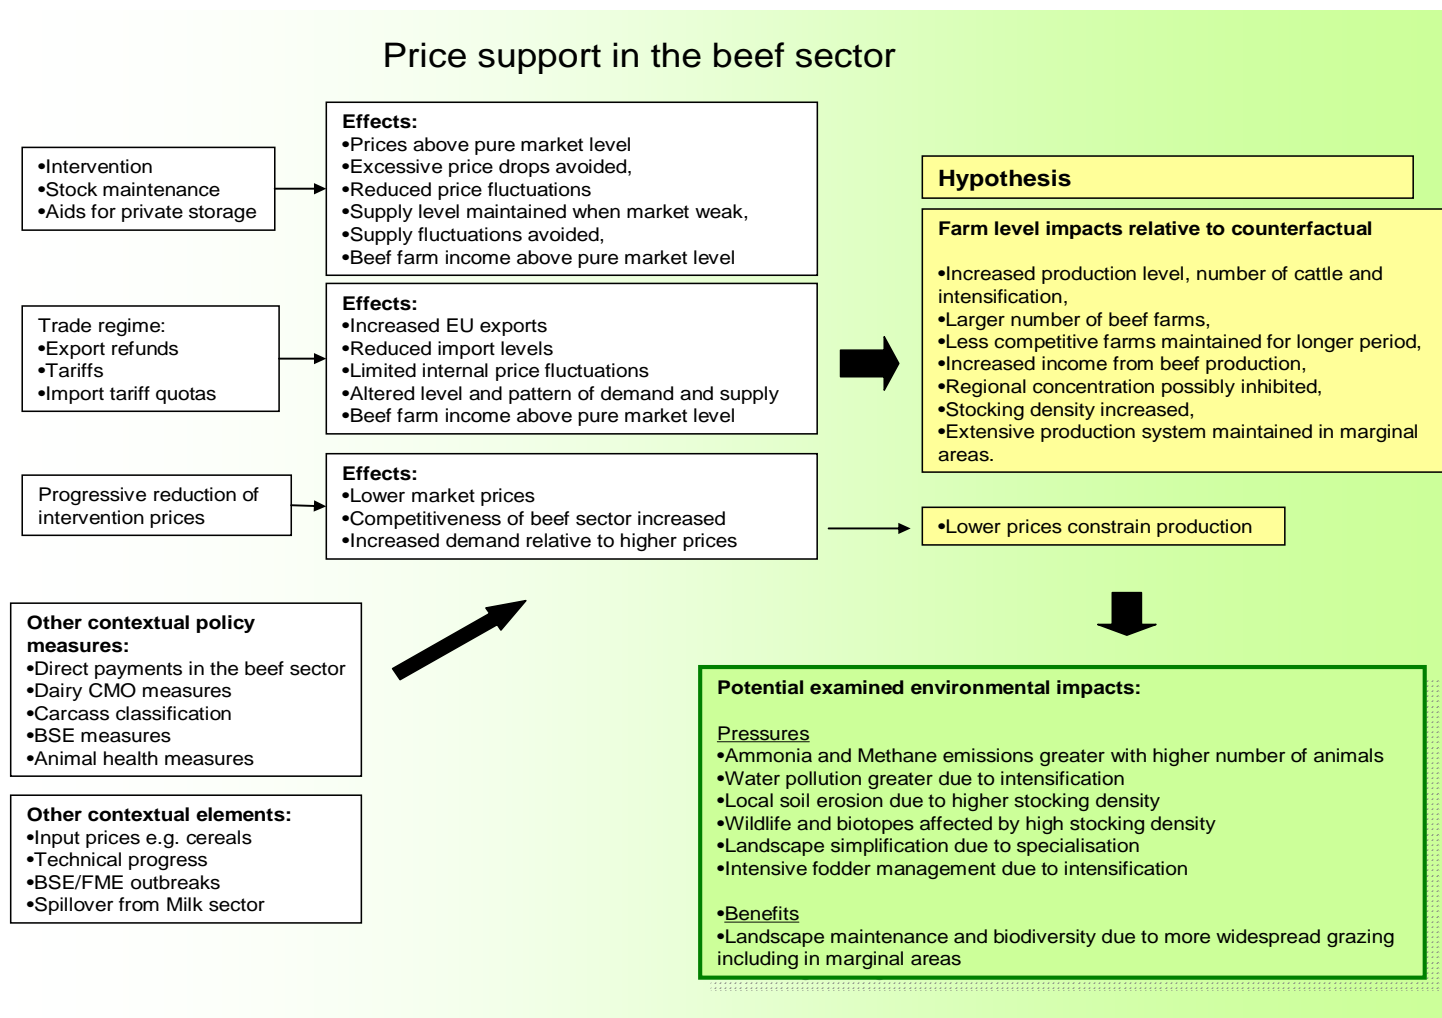 Price support in the beef sector
•Intervention
•Stock maintenance
•Aids for private storage
Effects:
•Prices above pure market level
•Excessive price drops avoided,
•Reduced price fluctuations
•Supply level maintained when market weak,
•Supply fluctuations avoided,
•Beef farm income above pure market level
Trade regime:
•Export refunds
•Tariffs
•Import tariff quotas
Effects:
•Increased EU exports
•Reduced import levels
•Limited internal price fluctuations
•Altered level and pattern of demand and supply
•Beef farm income above pure market level
Progressive reduction of
intervention prices
Effects:
•Lower market prices
•Competitiveness of beef sector increased
•Increased demand relative to higher prices
Hypothesis
Farm level impacts relative to counterfactual
•Increased production level, number of cattle and
intensification,
•Larger number of beef farms,
•Less competitive farms maintained for longer period,
•Increased income from beef production,
•Regional concentration possibly inhibited,
•Stocking density increased,
•Extensive production system maintained in marginal
areas.
•Lower prices constrain production
Other contextual policy
measures:
•Direct payments in the beef sector
•Dairy CMO measures
•Carcass classification
•BSE measures
•Animal health measures
Other contextual elements:
•Input prices e.g. cereals
•Technical progress
•BSE/FME outbreaks
•Spillover from Milk sector
Potential examined environmental impacts:
Pressures
•Ammonia and Methane emissions greater with higher number of animals
•Water pollution greater due to intensification
•Local soil erosion due to higher stocking density
•Wildlife and biotopes affected by high stocking density
•Landscape simplification due to specialisation
•Intensive fodder management due to intensification
•Benefits
•Landscape maintenance and biodiversity due to more widespread grazing
including in marginal areas